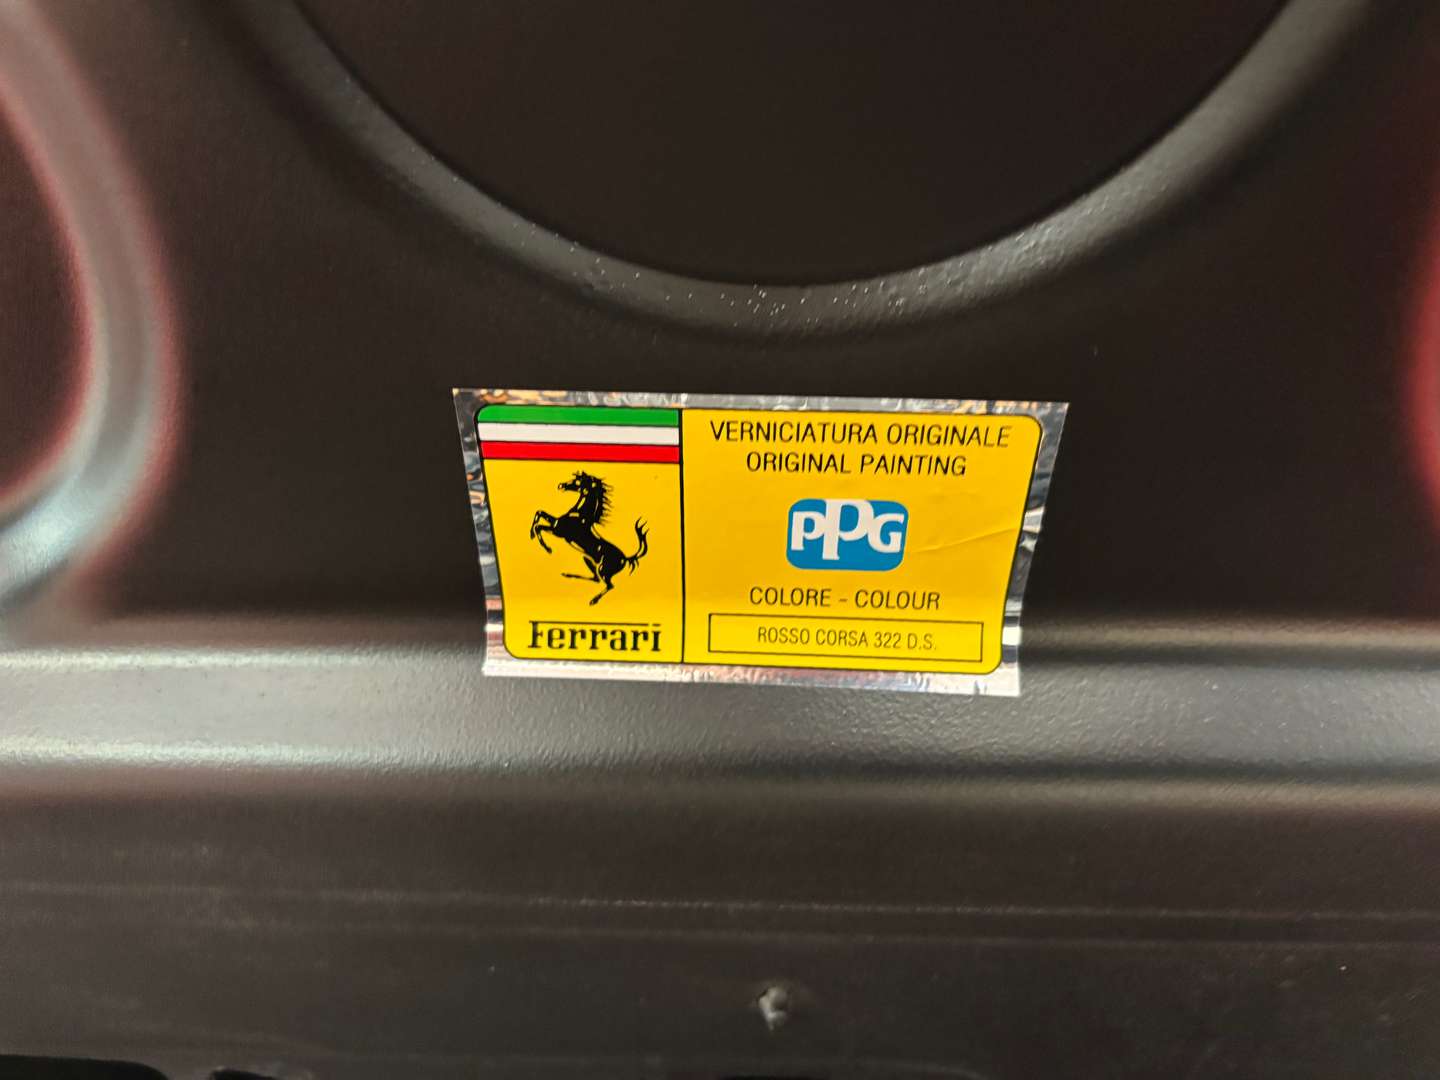 VERNICIATURA ORIGINALE
ORIGINAL PAINTING
PPG
COLORE - COLOUR
ROSSO CORSA 322 D.S.
Ferrari